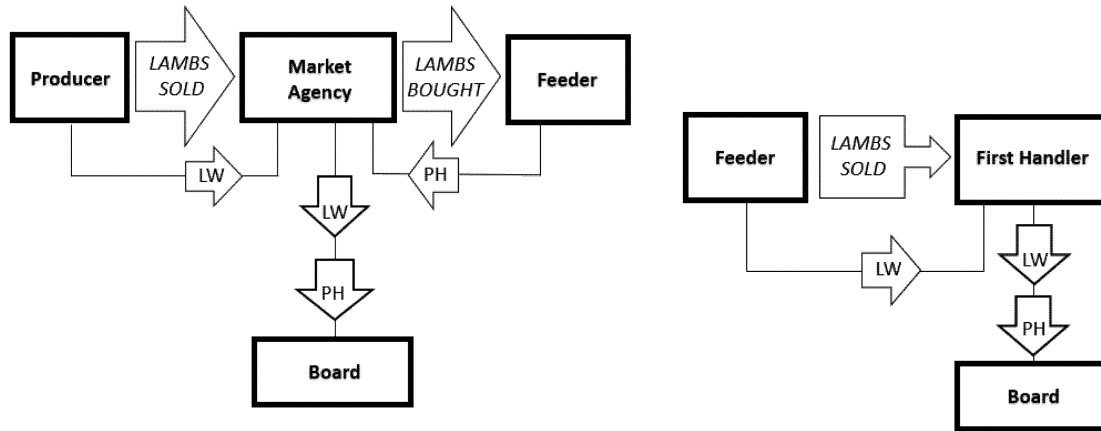 Producer
LAMBS
SOLD
Market
Agency
LAMBS
BOUGHT
Feeder
LW
PH
LW
PH
Board
Feeder
LAMBS
SOLD
First Handler
LW
LW
PH
Board